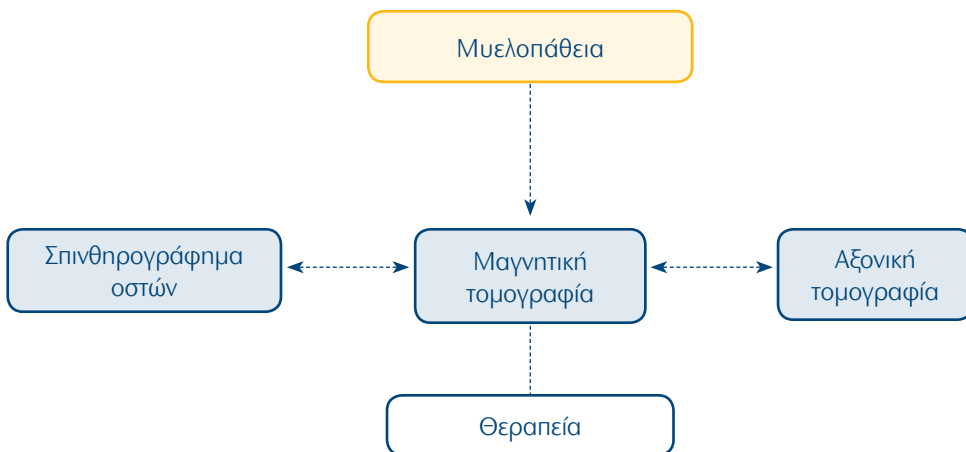 Μυελοπάθεια
Σπινθηρογράφημα
οστών
Μαγνητική
τομογραφία
Αξονική
τομογραφία
Θεραπεία